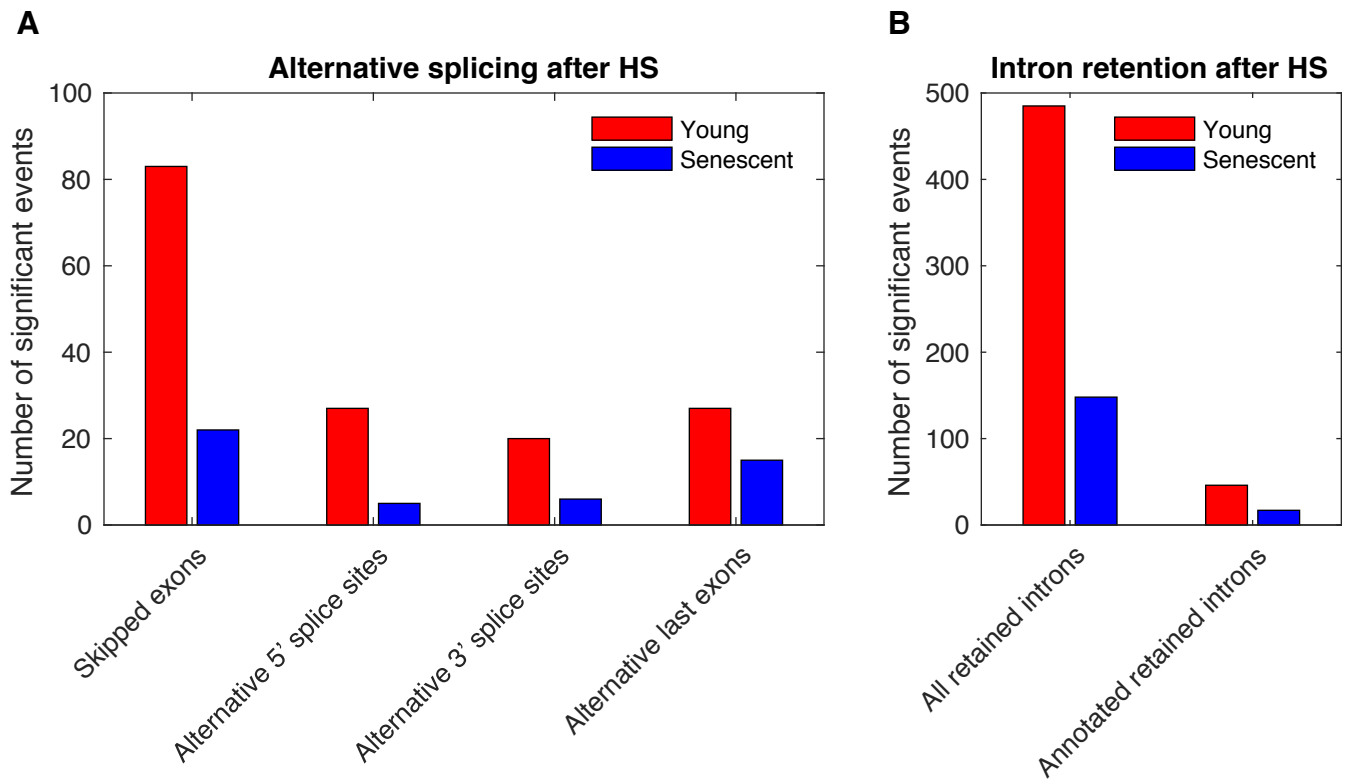 A
Alternative splicing after HS
Number of significant events
100
80
60
40
20
0
Young
Senescent
Skipped exons
Alternative 5’ splice sites
Alternative 3’ splice sites
Alternative last exons
B
Intron retention after HS
Number of significant events
500
400
300
200
100
0
Young
Senescent
All retained introns
Annotated retained introns